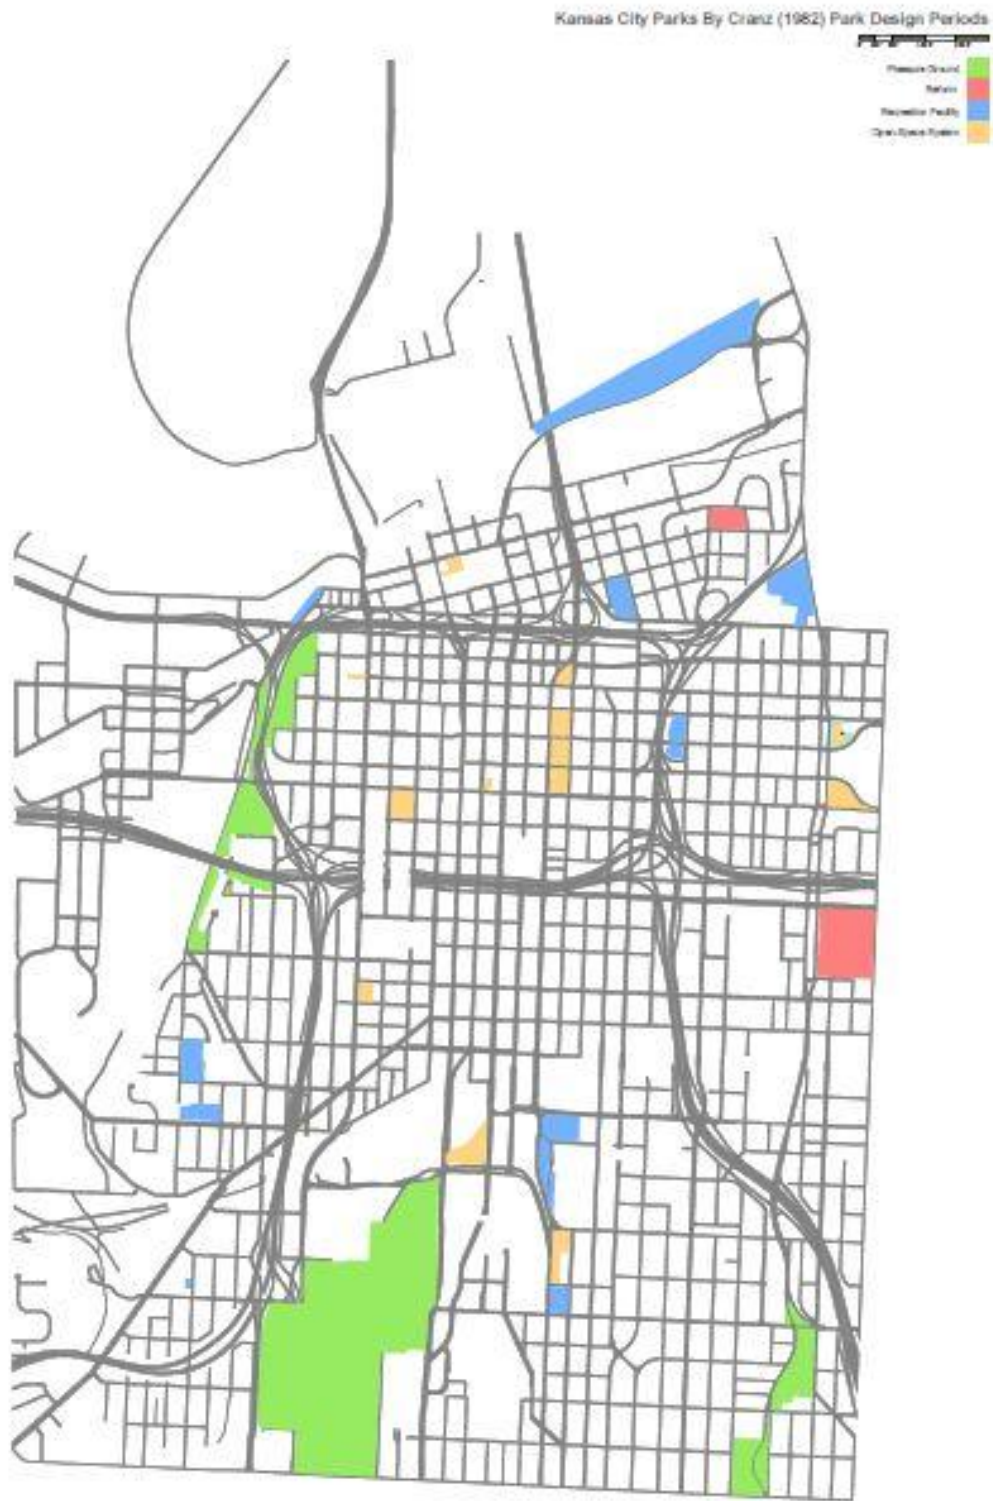 Kansas City Parks By Cranz (1982) Park Design Periods
Pleasure Ground
Reform
Recreation Facility
Open Space System